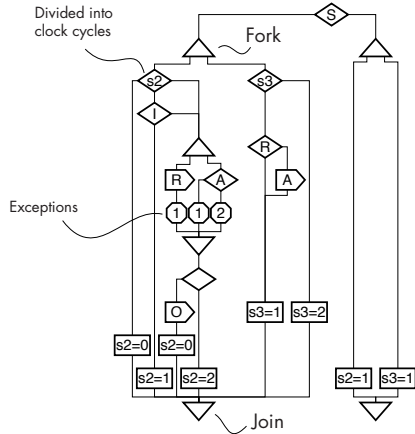 Divided into
clock cycles
S
Fork
s2
s3
I
R
R
A
A
Exceptions
1
1
2
O
s3=1
s3=2
s2=0
s2=0
s2=1
s2=2
s2=1
s3=1
Join